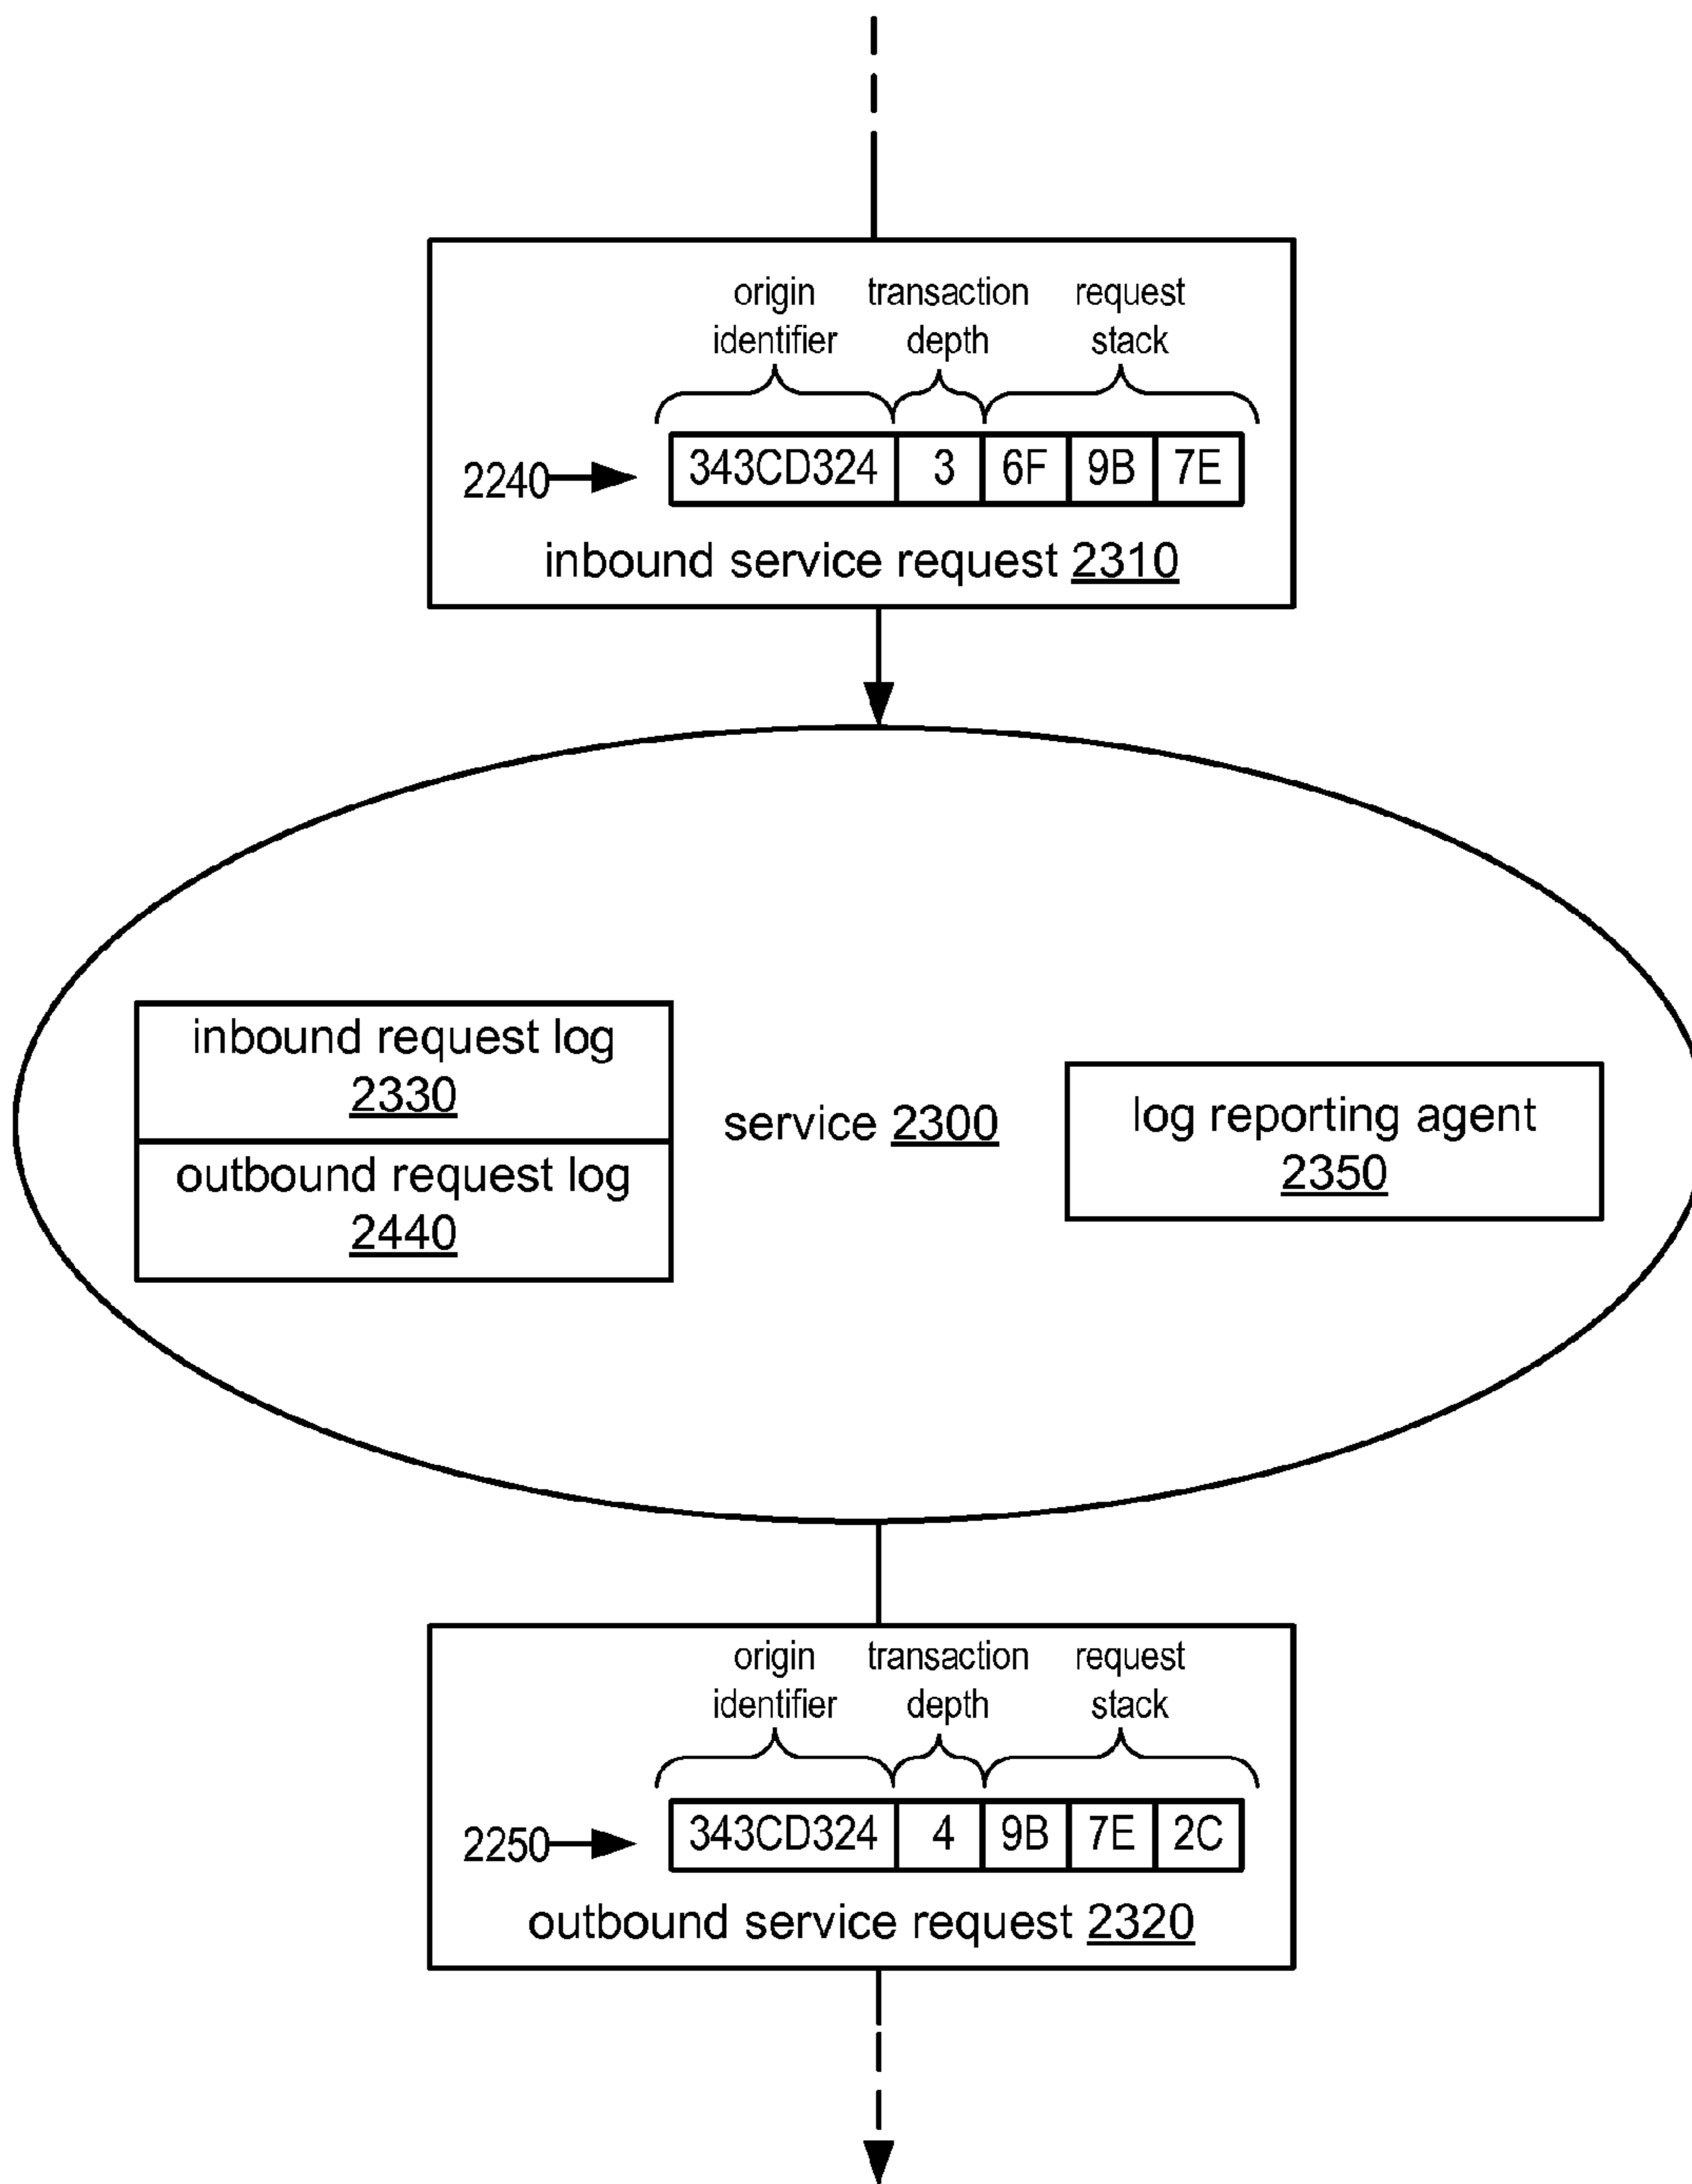 origin transaction request
identifier depth stack
2240 343CD324 3 6F 9B 7E
inbound service request 2310
inbound request log
2330
outbound request log
2440
service 2300
log reporting agent
2350
origin transaction request
identifier depth stack
2250 343CD324 4 9B 7E 2C
outbound service request 2320